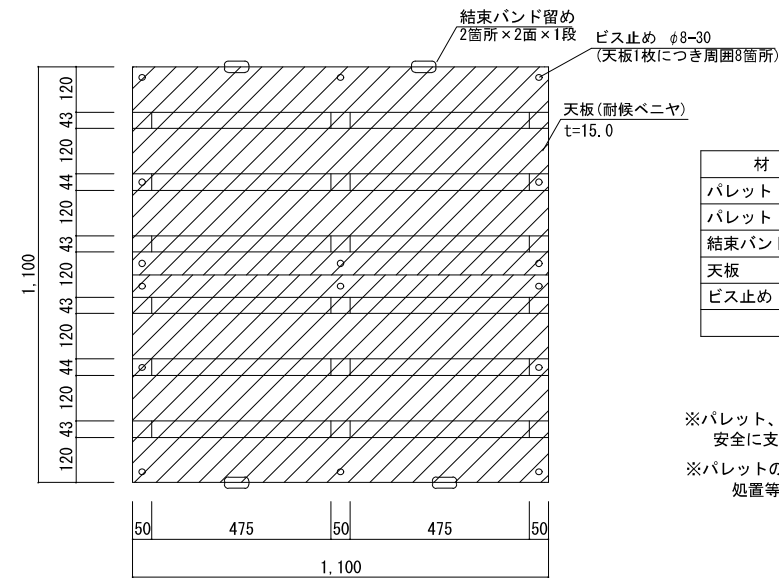 結束バンド留め
2箇所×2面×1段
ビス止め φ8-30
(天板1枚につき周囲8箇所)
天板(耐候ベニヤ)
t=15.0
120
43
120
44
120
43
120
43
120
44
120
43
120
1,100
50
475
50
475
50
1,100
材
パレット
パレット
結束バンド
天板
ビス止め
※パレット、
安全に支
※パレットの
処置等